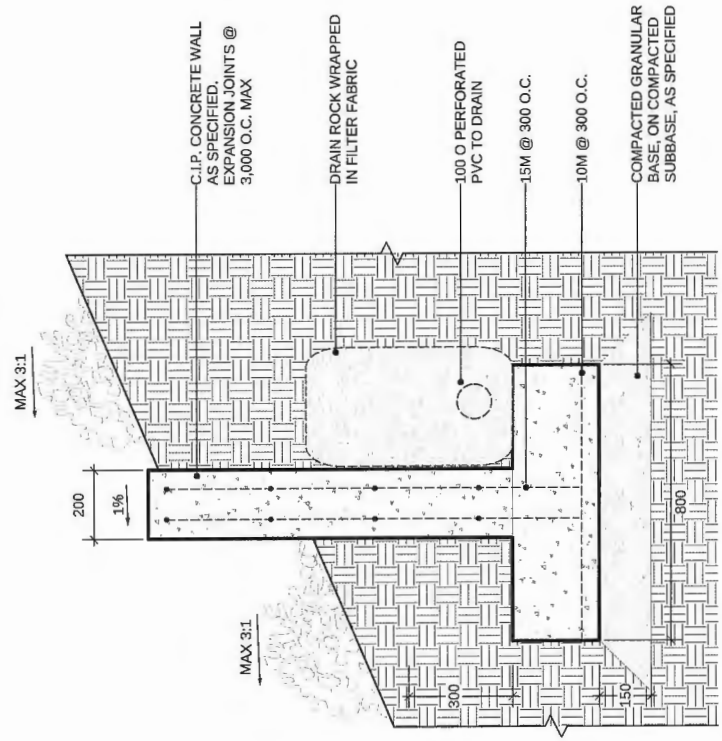 MAX 3:1
200
1%
MAX 3:1
300
150
800
C.I.P. CONCRETE WALL
AS SPECIFIED.
EXPANSION JOINTS @
3,000 O.C. MAX
DRAIN ROCK WRAPPED
IN FILTER FABRIC
100 O PERFORATED
PVC TO DRAIN
15M @ 300 O.C.
10M @ 300 O.C.
COMPACTED GRANULAR
BASE, ON COMPACTED
SUBBASE, AS SPECIFIED